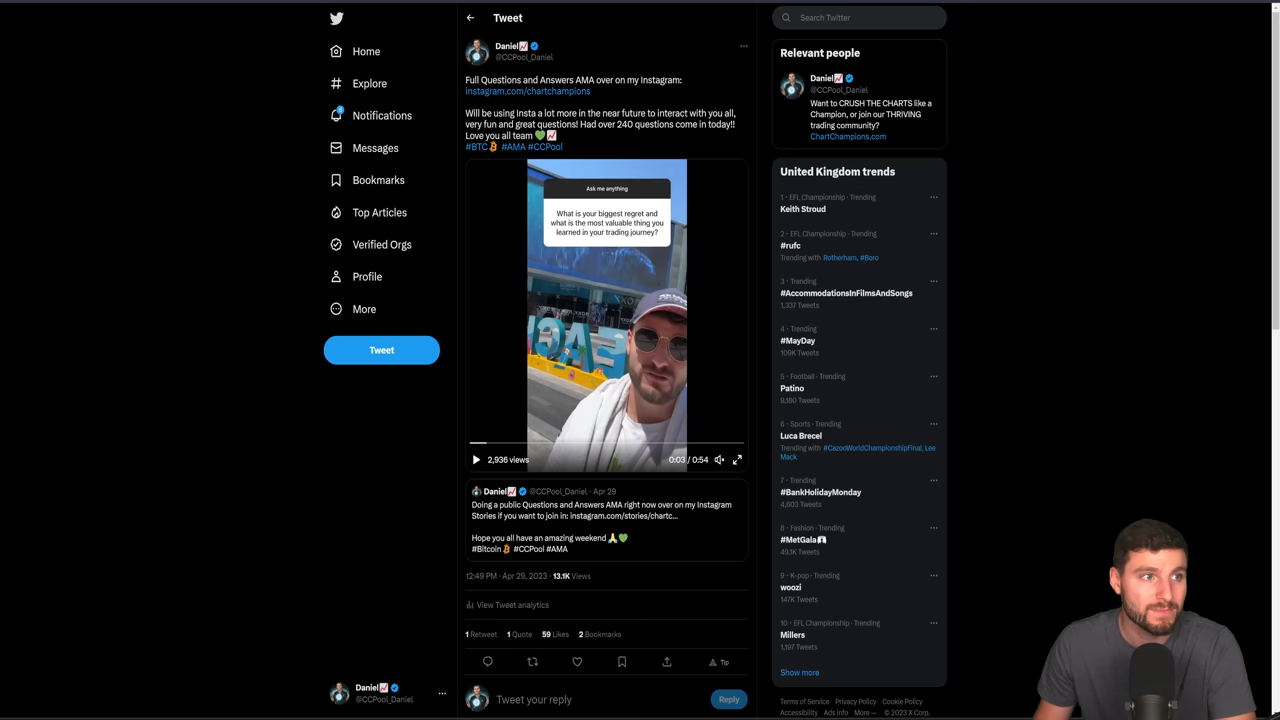 Home
Explore
6
Notifications
Messages
Bookmarks
Top Articles
Verified Orgs
Profile
More
Tweet
Daniel
@CCPool_Daniel
Tweet
Daniel
@CCPool_Daniel
Full Questions and Answers AMA over on my Instagram:
instagram.com/chartchampions
Will be using Insta a lot more in the near future to interact with you all,
very fun and great questions! Had over 240 questions come in today!!
Love you all team 💚📈
#BTC #AMA #CCPool
Ask me anything
What is your biggest regret and
what is the most valuable thing you
learned in your trading journey?
2,936 views
0:03 / 0:54
Daniel @CCPool_Daniel · Apr 29
Doing a public Questions and Answers AMA right now over on my Instagram
Stories if you want to join in: instagram.com/stories/chartc...
Hope you all have an amazing weekend 🙏💚
#Bitcoin #CCPool #AMA
12:49 PM · Apr 29, 2023 · 13.1K Views
View Tweet analytics
1 Retweet 1 Quote 59 Likes 2 Bookmarks
Tip
Tweet your reply
Reply
Search Twitter
Relevant people
Daniel
@CCPool_Daniel
Want to CRUSH THE CHARTS like a
Champion, or join our THRIVING
trading community?
ChartChampions.com
United Kingdom trends
1 · EFL Championship · Trending
Keith Stroud
2 · EFL Championship · Trending
#rufc
Trending with Rotherham, #Boro
3 · Trending
#AccommodationsInFilmsAndSongs
1,337 Tweets
4 · Trending
#MayDay
109K Tweets
5 · Football · Trending
Patino
9,180 Tweets
6 · Sports · Trending
Luca Brecel
Trending with #CazooWorldChampionshipFinal, Lee
Mack
7 · Trending
#BankHolidayMonday
4,603 Tweets
8 · Fashion · Trending
#MetGala
49.1K Tweets
9 · K-pop · Trending
woozi
147K Tweets
10 · EFL Championship · Trending
Millers
1,197 Tweets
Show more
Terms of Service Privacy Policy Cookie Policy
Accessibility Ads info More ··· © 2023 X Corp.